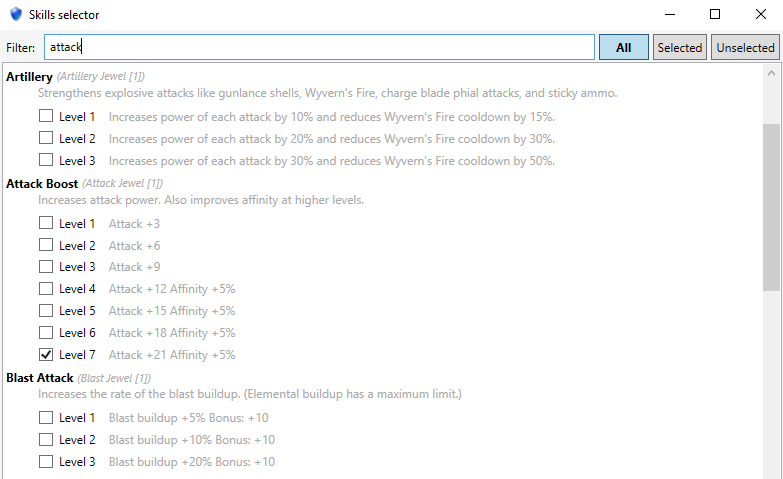 Skills selector
Filter: attack All Selected Unselected
Artillery (Artillery Jewel [1])
Strengthens explosive attacks like gunlance shells, Wyvern's Fire, charge blade phial attacks, and sticky ammo.
Level 1 Increases power of each attack by 10% and reduces Wyvern's Fire cooldown by 15%.
Level 2 Increases power of each attack by 20% and reduces Wyvern's Fire cooldown by 30%.
Level 3 Increases power of each attack by 30% and reduces Wyvern's Fire cooldown by 50%.
Attack Boost (Attack Jewel [1])
Increases attack power. Also improves affinity at higher levels.
Level 1 Attack +3
Level 2 Attack +6
Level 3 Attack +9
Level 4 Attack +12 Affinity +5%
Level 5 Attack +15 Affinity +5%
Level 6 Attack +18 Affinity +5%
Level 7 Attack +21 Affinity +5%
Blast Attack (Blast Jewel [1])
Increases the rate of the blast buildup. (Elemental buildup has a maximum limit.)
Level 1 Blast buildup +5% Bonus: +10
Level 2 Blast buildup +10% Bonus: +10
Level 3 Blast buildup +20% Bonus: +10